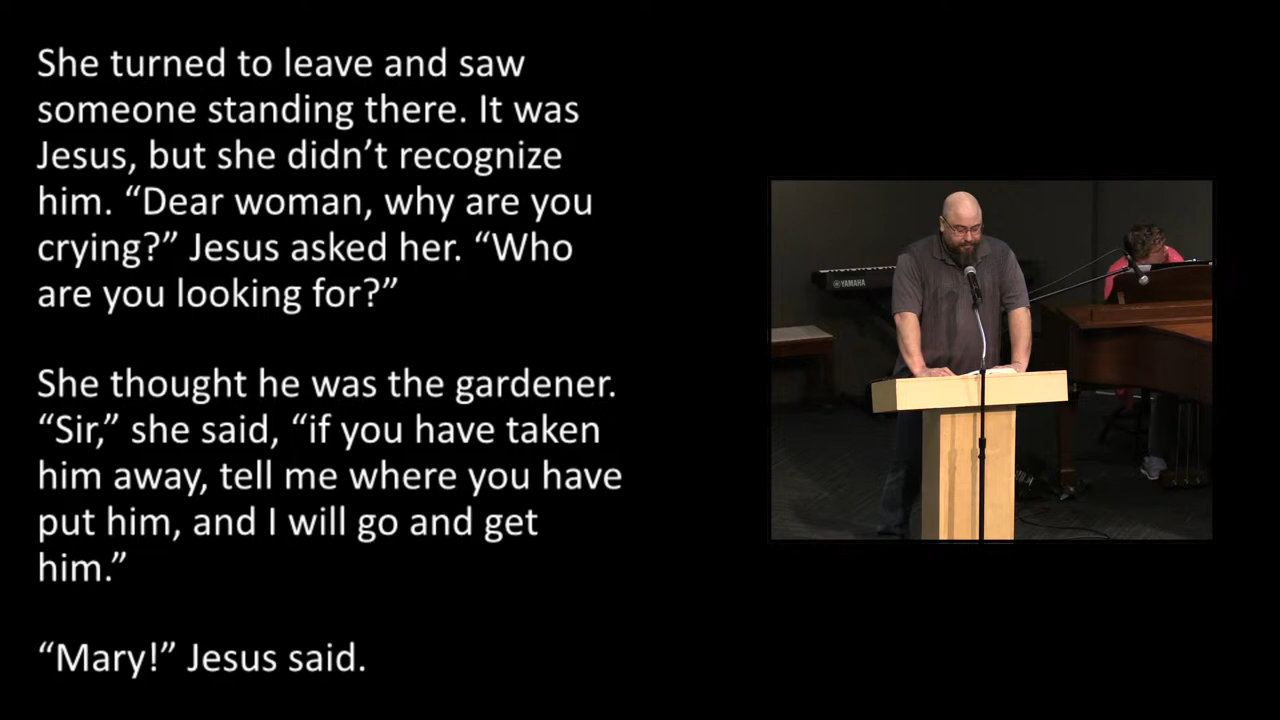 She turned to leave and saw
someone standing there. It was
Jesus, but she didn’t recognize
him. “Dear woman, why are you
crying?” Jesus asked her. “Who
are you looking for?”
She thought he was the gardener.
“Sir,” she said, “if you have taken
him away, tell me where you have
put him, and I will go and get
him.”
“Mary!” Jesus said.
YAMAHA